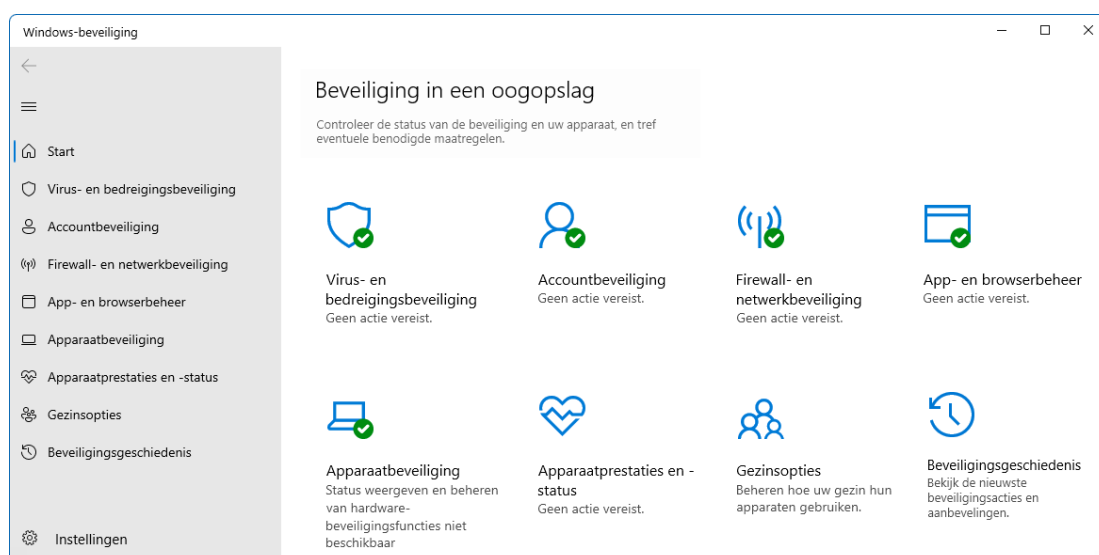 Windows-beveiliging
Start
Virus- en bedreigingsbeveiliging
Accountbeveiliging
Firewall- en netwerkbeveiliging
App- en browserbeheer
Apparaatbeveiliging
Apparaatprestaties en -status
Gezinsopties
Beveiligingsgeschiedenis
Instellingen
Beveiliging in een oogopslag
Controleer de status van de beveiliging en uw apparaat, en tref
eventuele benodigde maatregelen.
Virus- en
bedreigingsbeveiliging
Geen actie vereist.
Accountbeveiliging
Geen actie vereist.
Firewall- en
netwerkbeveiliging
Geen actie vereist.
App- en browserbeheer
Geen actie vereist.
Apparaatbeveiliging
Status weergeven en beheren
van hardware-
beveiligingsfuncties niet
beschikbaar
Apparaatprestaties en -
status
Geen actie vereist.
Gezinsopties
Beheren hoe uw gezin hun
apparaten gebruiken.
Beveiligingsgeschiedenis
Bekijk de nieuwste
beveiligingsacties en
aanbevelingen.